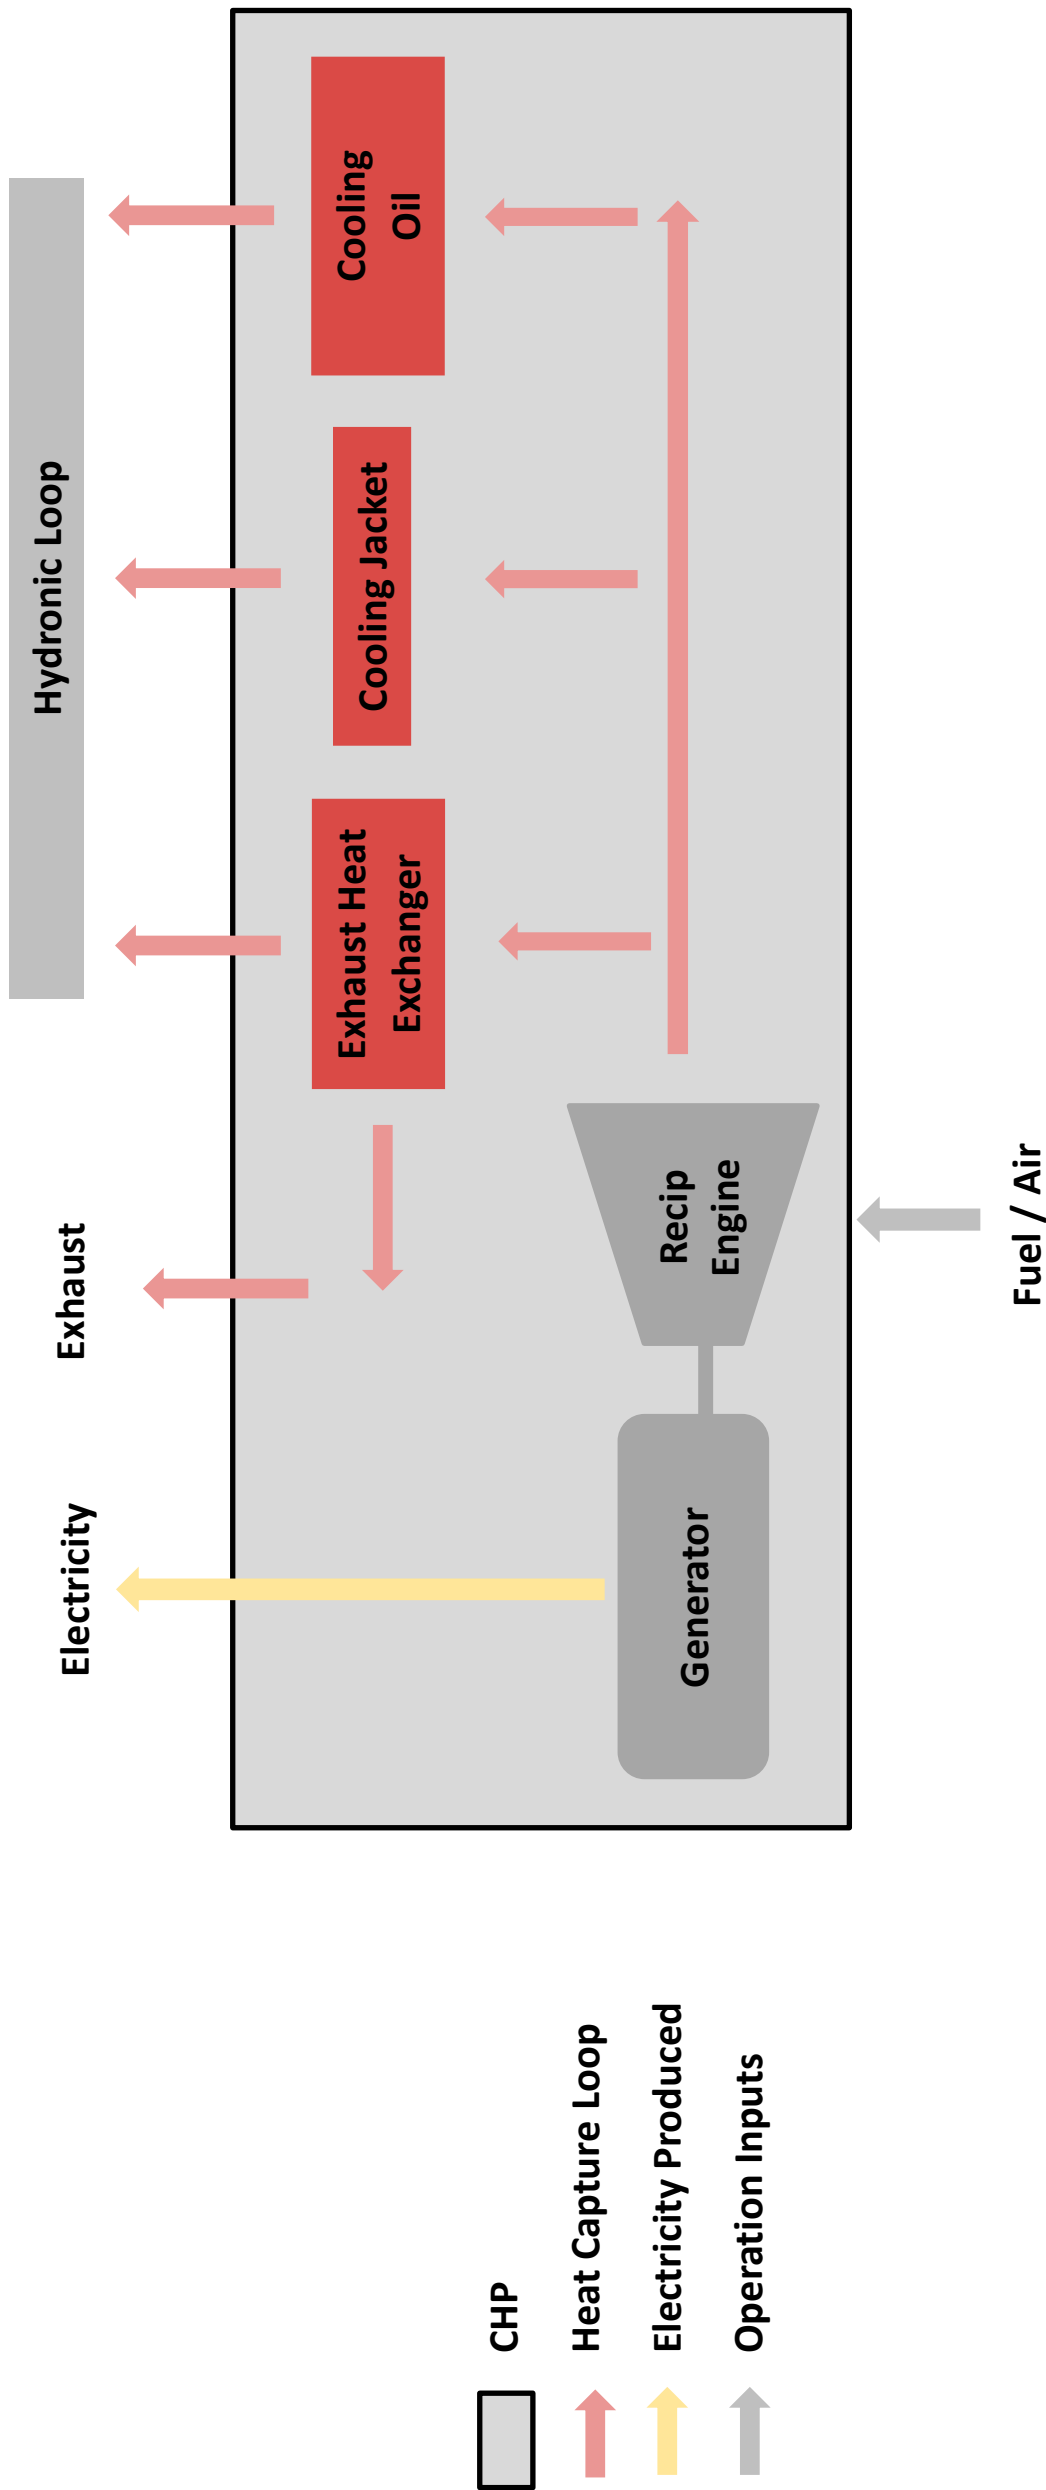 Electricity
Exhaust
Hydronic Loop
Exhaust Heat
Exchanger
Cooling Jacket
Cooling
Oil
Generator
Recip
Engine
Fuel / Air
CHP
Heat Capture Loop
Electricity Produced
Operation Inputs